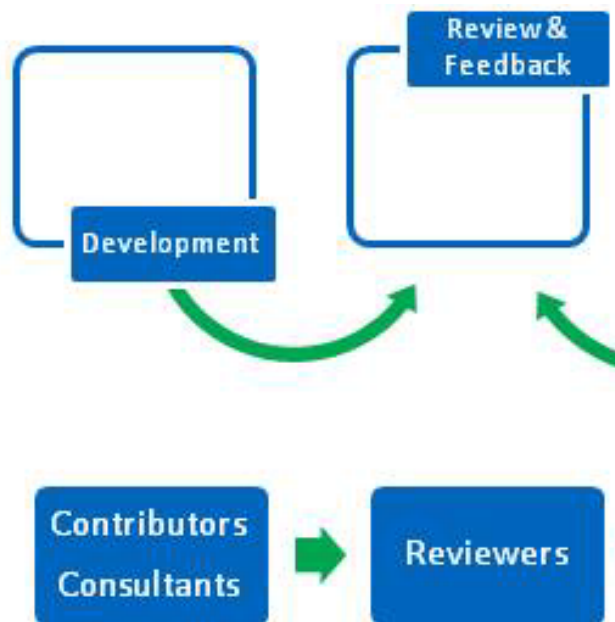 Review &
Feedback
Development
Contributors
Consultants
Reviewers